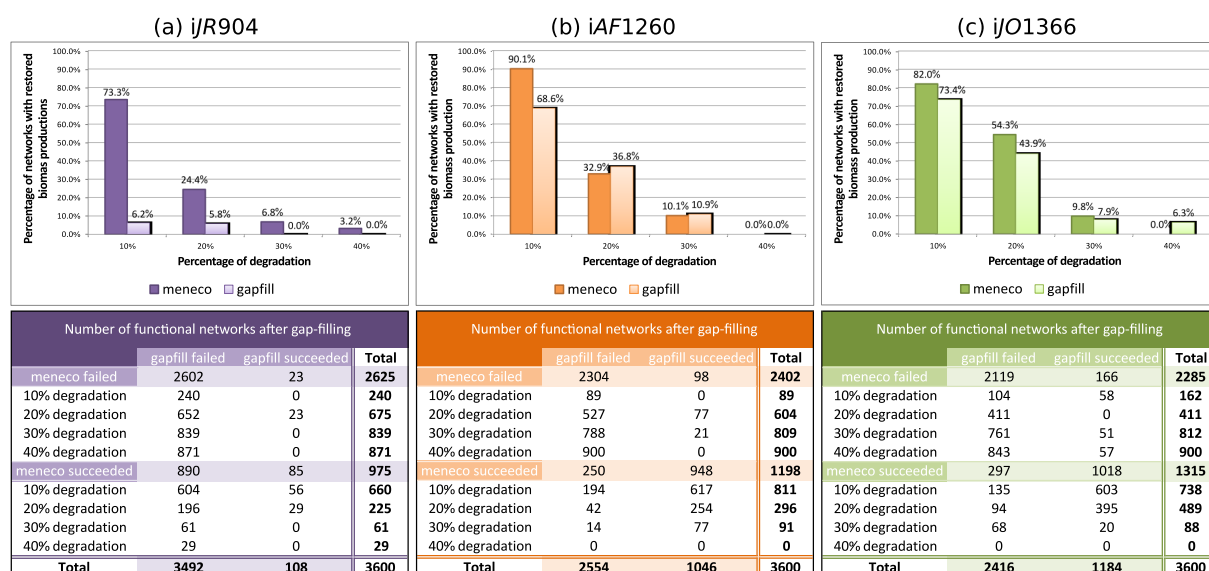 (a) iJR904
Percentage of networks with restored
biomass productions
100.0%
90.0%
80.0%
70.0%
60.0%
50.0%
40.0%
30.0%
20.0%
10.0%
0.0%
73.3%
6.2%
24.4%
5.8%
6.8%
0.0%
3.2%
0.0%
10% 20% 30% 40%
Percentage of degradation
meneco gapfill
Number of functional networks after gap-filling
gapfill failed gapfill succeeded Total
meneco failed 2602 23 2625
10% degradation 240 0 240
20% degradation 652 23 675
30% degradation 839 0 839
40% degradation 871 0 871
meneco succeeded 890 85 975
10% degradation 604 56 660
20% degradation 196 29 225
30% degradation 61 0 61
40% degradation 29 0 29
Total 3492 108 3600
(b) iAF1260
Percentage of networks with restored
biomass production
100.0%
90.0%
80.0%
70.0%
60.0%
50.0%
40.0%
30.0%
20.0%
10.0%
0.0%
90.1%
68.6%
32.9%
36.8%
10.1%
10.9%
0.0%
0.0%
10% 20% 30% 40%
Percentage of degradation
meneco gapfill
Number of functional networks after gap-filling
gapfill failed gapfill succeeded Total
meneco failed 2304 98 2402
10% degradation 89 0 89
20% degradation 527 77 604
30% degradation 788 21 809
40% degradation 900 0 900
meneco succeeded 250 948 1198
10% degradation 194 617 811
20% degradation 42 254 296
30% degradation 14 77 91
40% degradation 0 0 0
Total 2554 1046 3600
(c) iJO1366
Percentage of networks with restored
biomass production
100.0%
90.0%
80.0%
70.0%
60.0%
50.0%
40.0%
30.0%
20.0%
10.0%
0.0%
82.0%
73.4%
54.3%
43.9%
9.8%
7.9%
0.0%
6.3%
10% 20% 30% 40%
Percentage of degradation
meneco gapfill
Number of functional networks after gap-filling
gapfill failed gapfill succeeded Total
meneco failed 2119 166 2285
10% degradation 104 58 162
20% degradation 411 0 411
30% degradation 761 51 812
40% degradation 843 57 900
meneco succeeded 297 1018 1315
10% degradation 135 603 738
20% degradation 94 395 489
30% degradation 68 20 88
40% degradation 0 0 0
Total 2416 1184 3600